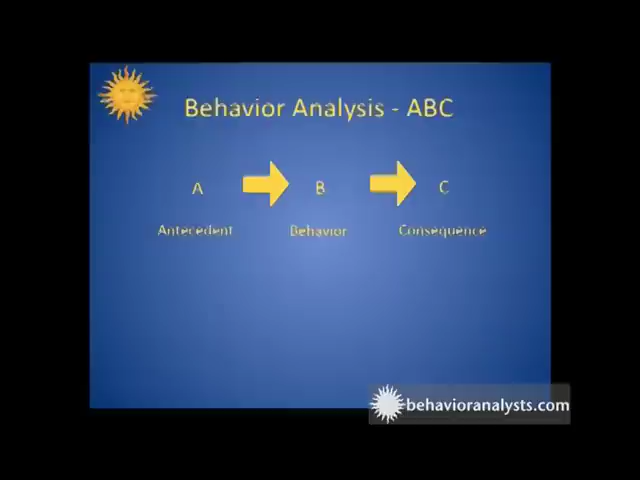 Behavior Analysis - ABC
A B C
Antecedent Behavior Consequence
behavioranalysts.com